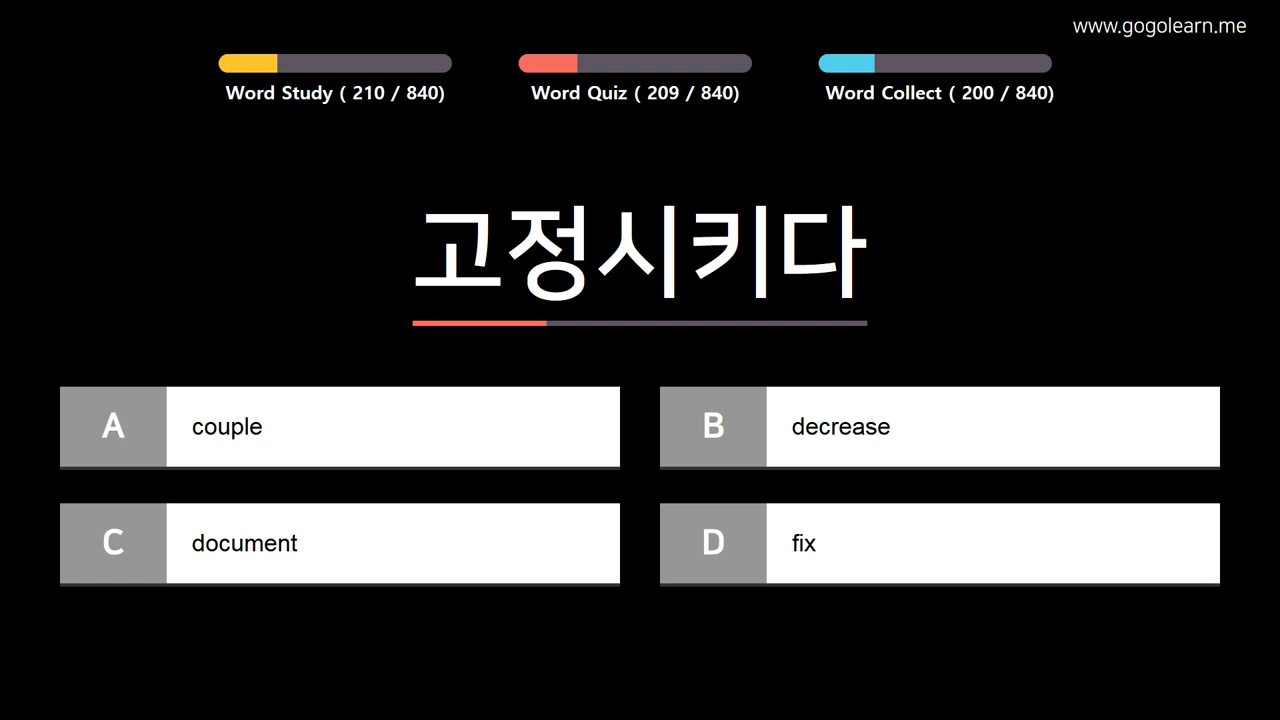 www.gogolearn.me
Word Study ( 210 / 840)
Word Quiz ( 209 / 840)
Word Collect ( 200 / 840)
고정시키다
A couple
B decrease
C document
D fix